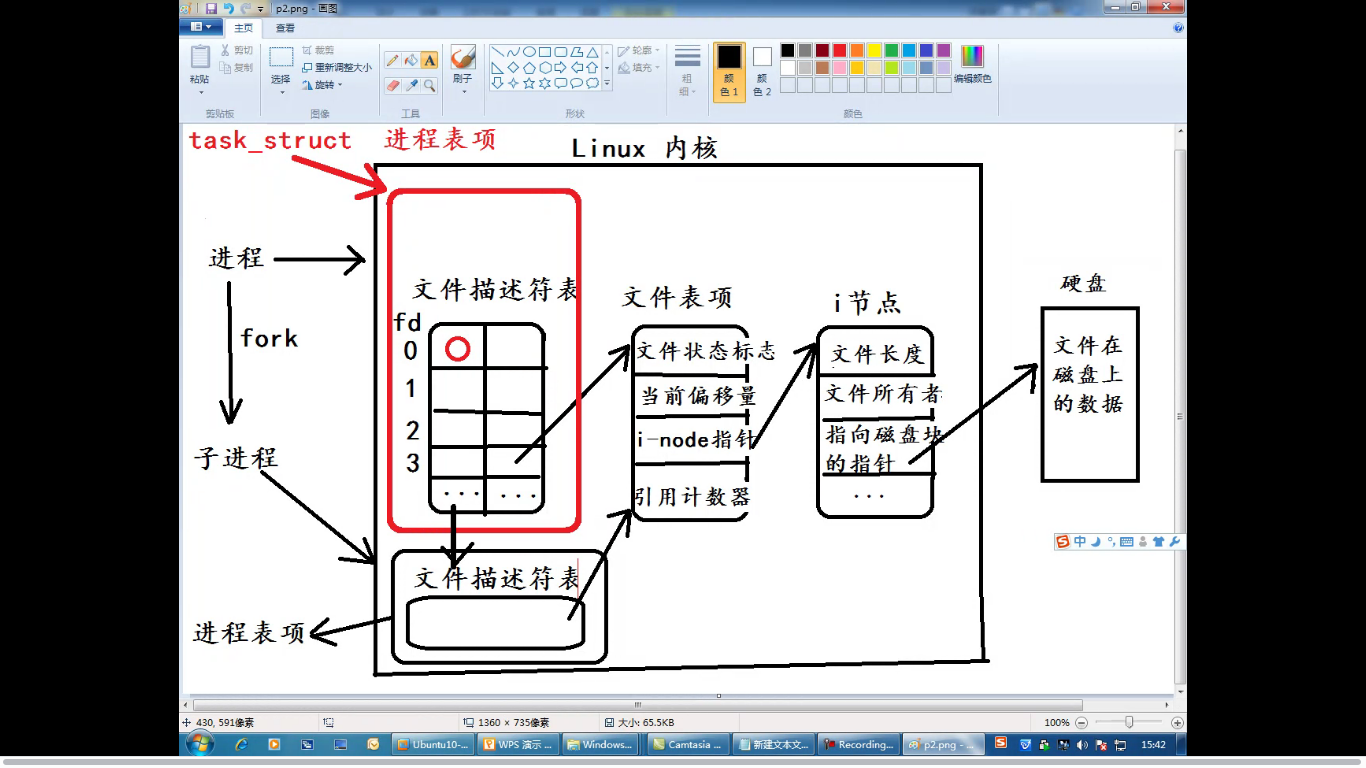 p2.png - 画图
主页
查看
粘贴
剪切
复制
剪贴板
选择
裁剪
重新调整大小
旋转
图像
A
工具
刷子
形状
轮廓
填充
粗细
颜色 1
颜色 2
颜色
编辑颜色
task_struct 进程表项
Linux 内核
进程
fork
子进程
进程表项
文件描述符表
fd
0
1
2
3
... ...
文件描述符表
文件表项
文件状态标志
当前偏移量
i-node指针
引用计数器
i节点
文件长度
文件所有者
指向磁盘块
的指针
...
硬盘
文件在
磁盘上
的数据
中
430, 591像素
1360 × 735像素
大小: 65.5KB
100%
Ubuntu10-...
WPS 演示 ...
Windows...
Camtasia ...
新建文本文...
Recording...
p2.png - ...
15:42